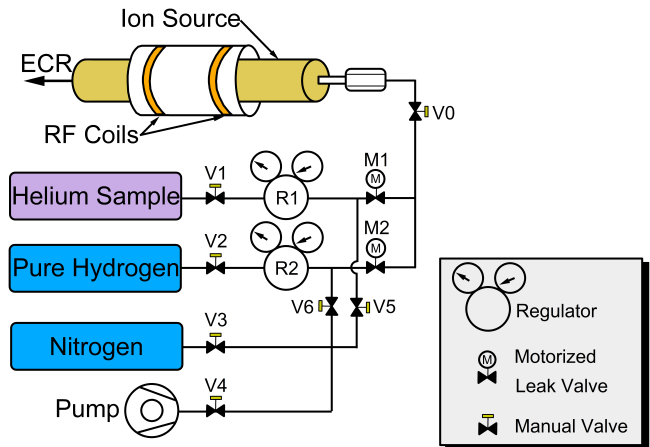 Ion Source
ECR
RF Coils
V0
V1
M1
M
Helium Sample
R1
V2
M2
M
Pure Hydrogen
R2
V6
V5
Regulator
V3
Nitrogen
M
Motorized
Leak Valve
V4
Pump
Manual Valve